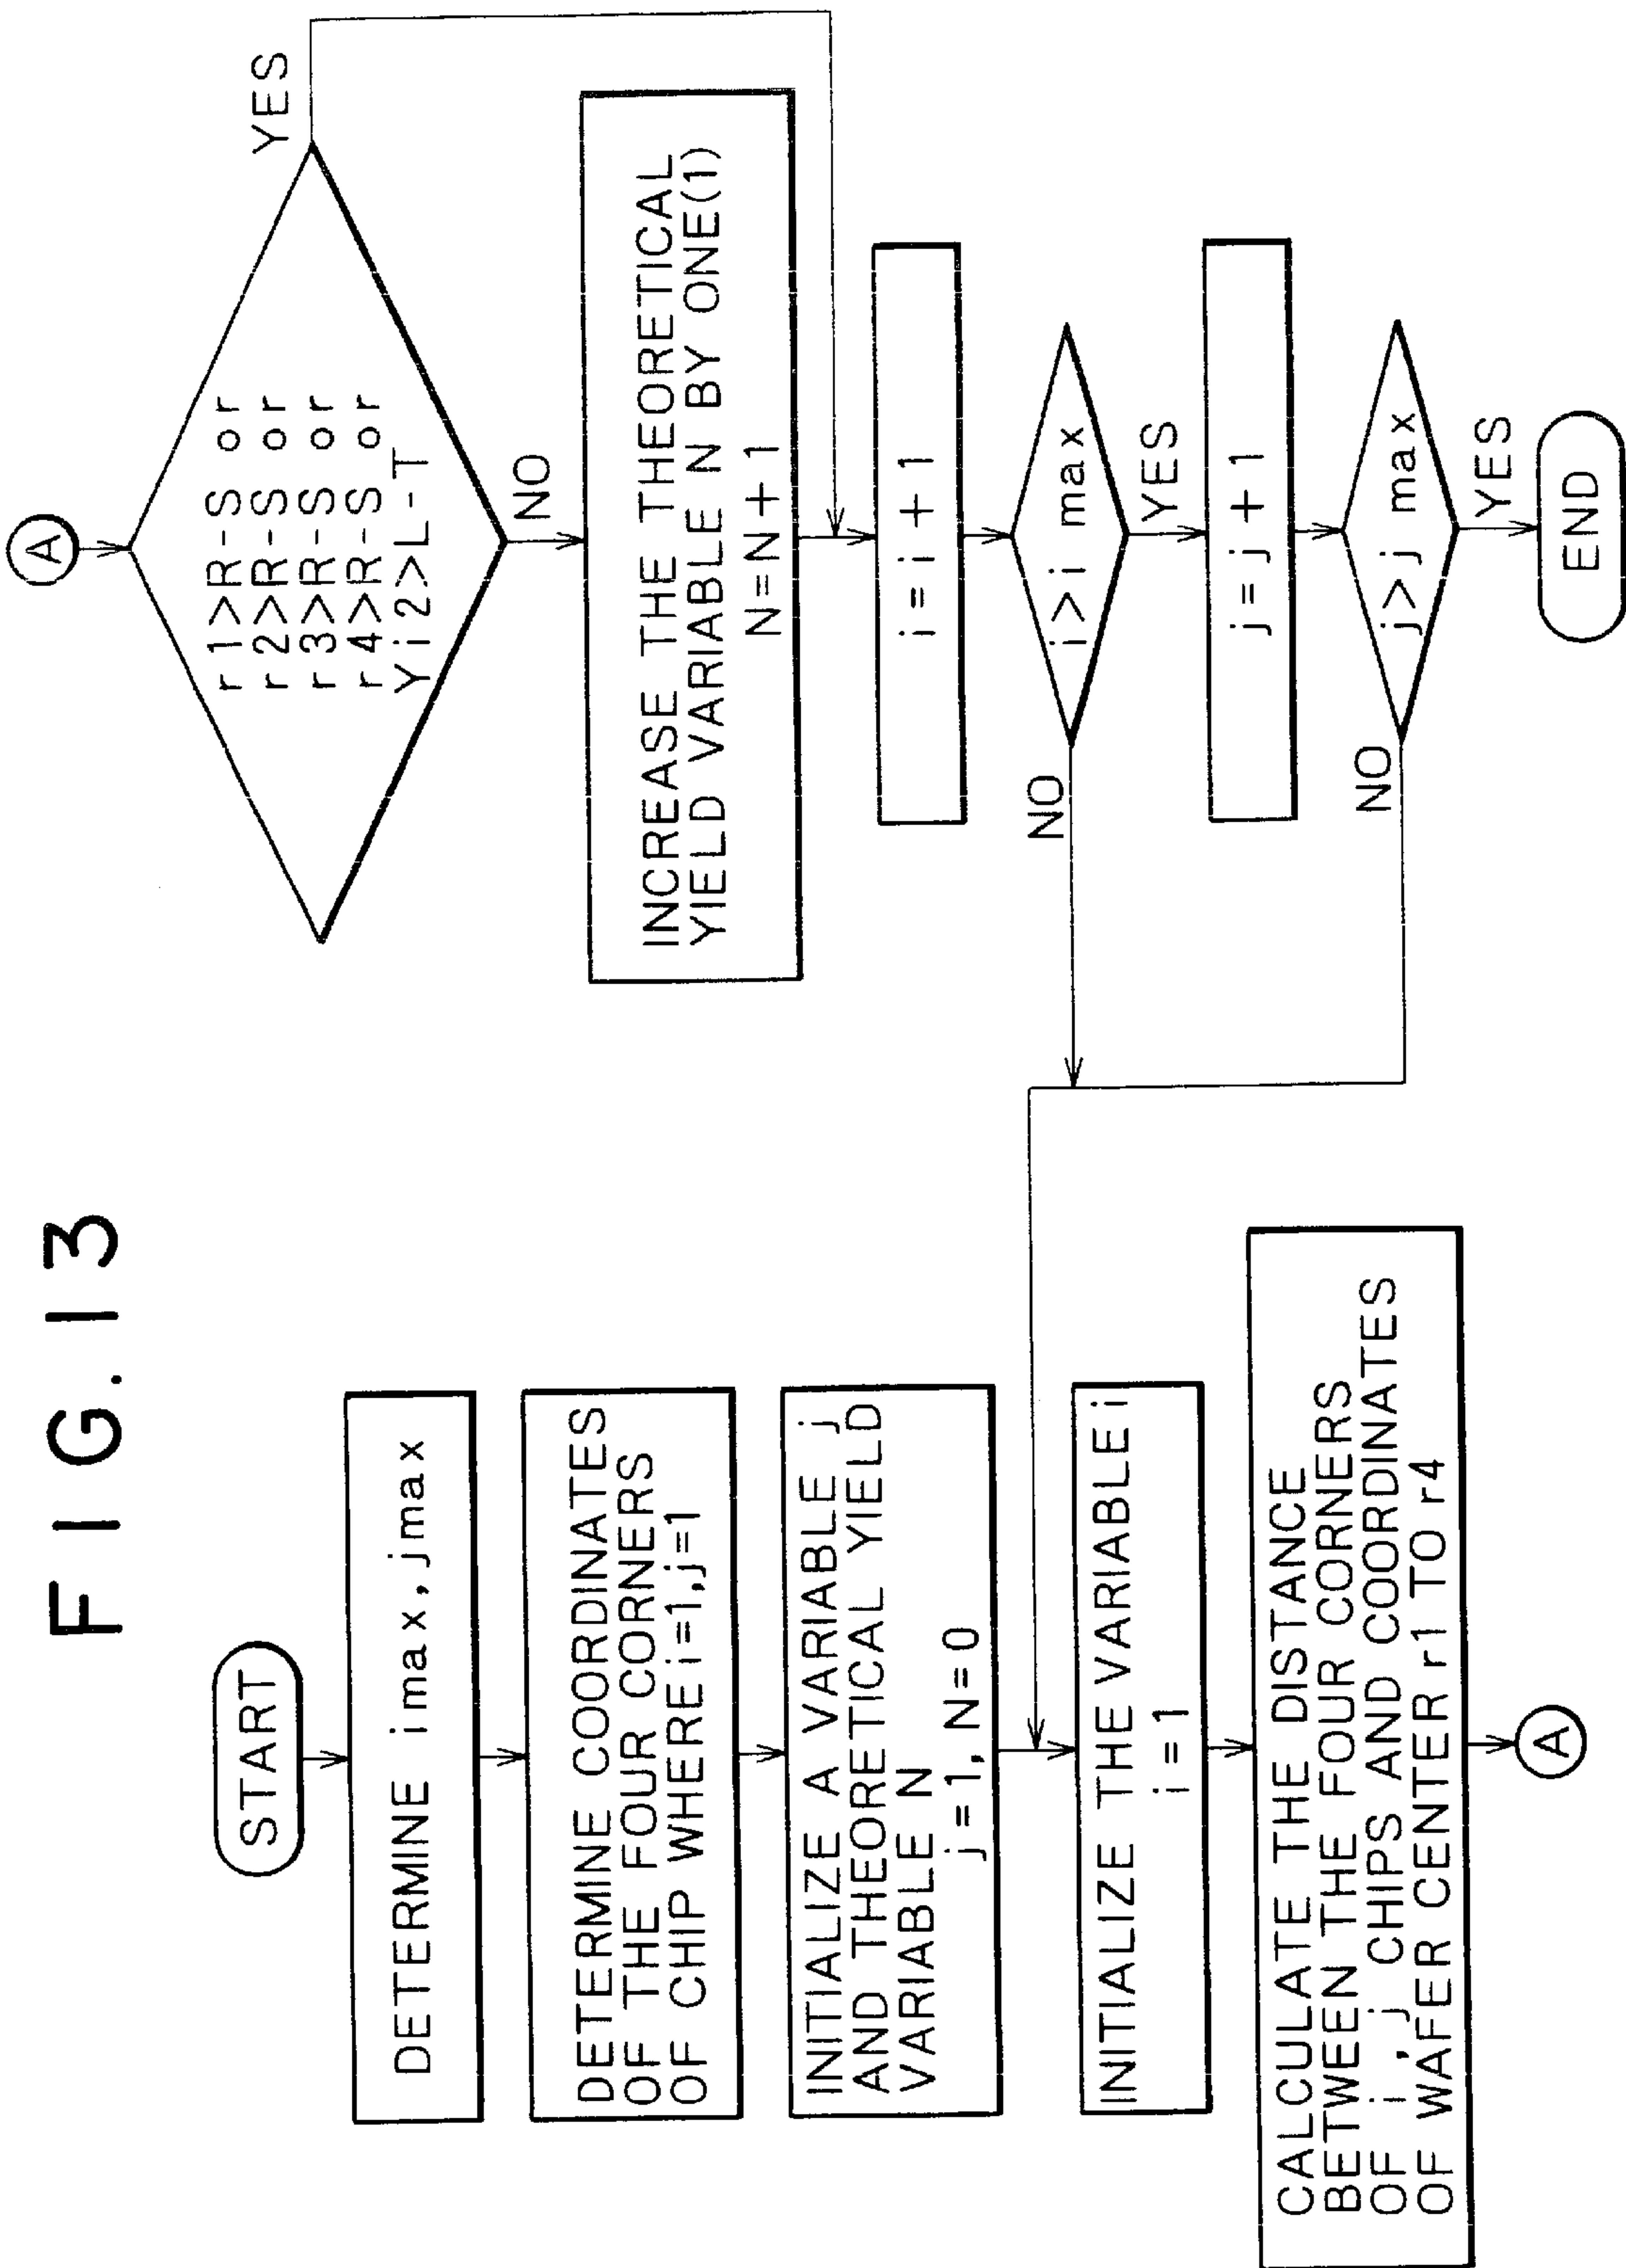 FIG.13
START
DETERMINE imax,jmax
DETERMINE COORDINATES
OF THE FOUR CORNERS
OF CHIP WHERE i=1,j=1
INITIALIZE A VARIABLE j
AND THEORETICAL YIELD
VARIABLE N
j=1, N=0
INITIALIZE THE VARIABLE i
i=1
CALCULATE THE DISTANCE
BETWEEN THE FOUR CORNERS
OF i, j CHIPS AND COORDINATES
OF WAFER CENTER r1 TO r4
A
A
r1>R-S or
r2>R-S or
r3>R-S or
r4>R-S or
Yi2>L-T
YES
NO
INCREASE THE THEORETICAL
YIELD VARIABLE N BY ONE(1)
N=N+1
i=i+1
i>i max
NO
YES
j=j+1
j>j max
NO
YES
END